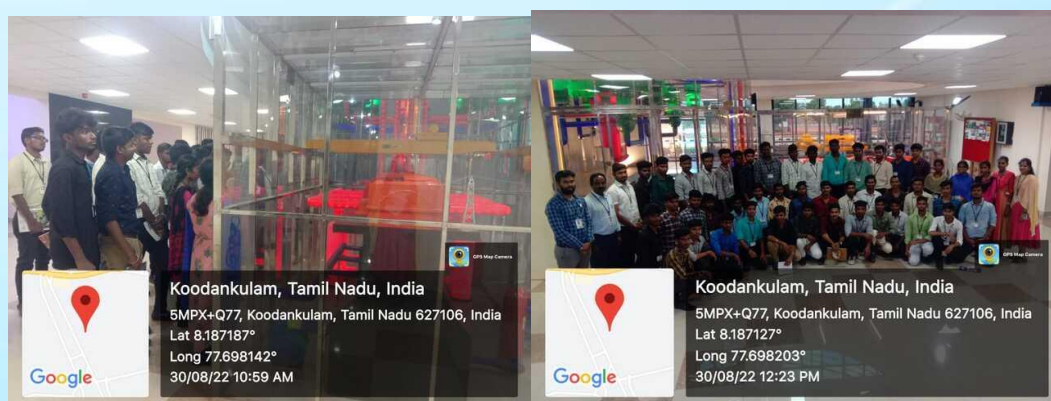 GPS Map Camera
Koodankulam, Tamil Nadu, India
5MPX+Q77, Koodankulam, Tamil Nadu 627106, India
Lat 8.187187°
Long 77.698142°
30/08/22 10:59 AM
Google
GPS Map Camera
Koodankulam, Tamil Nadu, India
5MPX+Q77, Koodankulam, Tamil Nadu 627106, India
Lat 8.187127°
Long 77.698203°
30/08/22 12:23 PM
Google